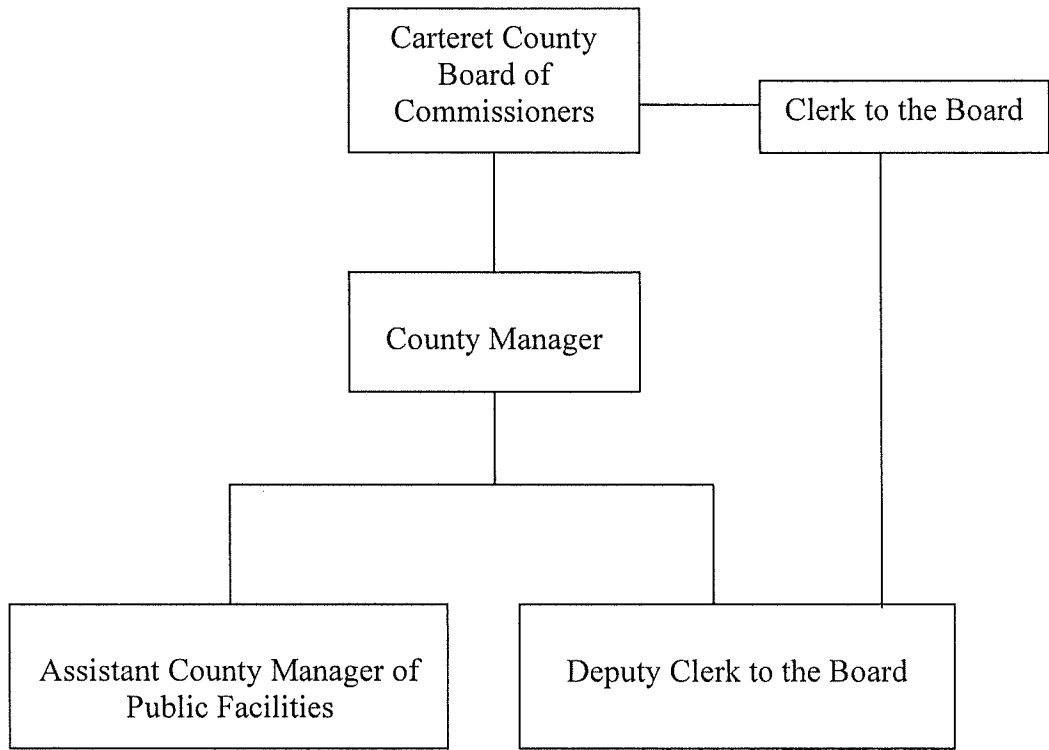 Carteret County
Board of
Commissioners
Clerk to the Board
County Manager
Assistant County Manager of
Public Facilities
Deputy Clerk to the Board